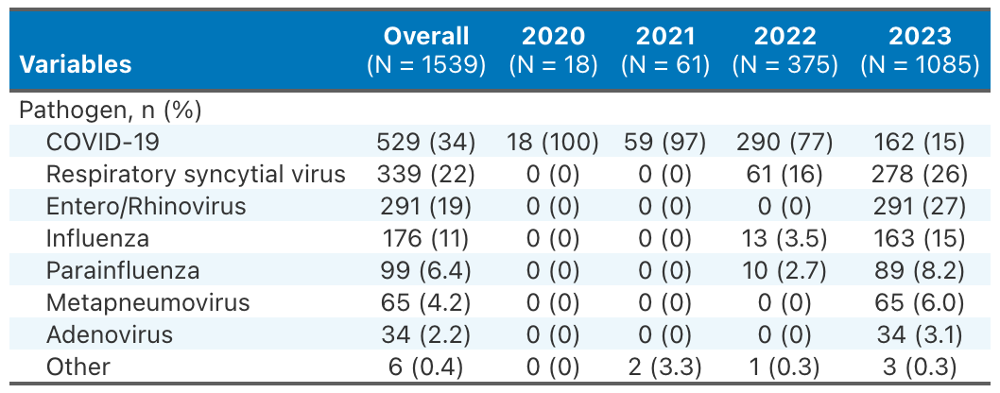 Variables Overall (N = 1539) 2020 (N = 18) 2021 (N = 61) 2022 (N = 375) 2023 (N = 1085)
Pathogen, n (%)
COVID-19 529 (34) 18 (100) 59 (97) 290 (77) 162 (15)
Respiratory syncytial virus 339 (22) 0 (0) 0 (0) 61 (16) 278 (26)
Entero/Rhinovirus 291 (19) 0 (0) 0 (0) 0 (0) 291 (27)
Influenza 176 (11) 0 (0) 0 (0) 13 (3.5) 163 (15)
Parainfluenza 99 (6.4) 0 (0) 0 (0) 10 (2.7) 89 (8.2)
Metapneumovirus 65 (4.2) 0 (0) 0 (0) 0 (0) 65 (6.0)
Adenovirus 34 (2.2) 0 (0) 0 (0) 0 (0) 34 (3.1)
Other 6 (0.4) 0 (0) 2 (3.3) 1 (0.3) 3 (0.3)